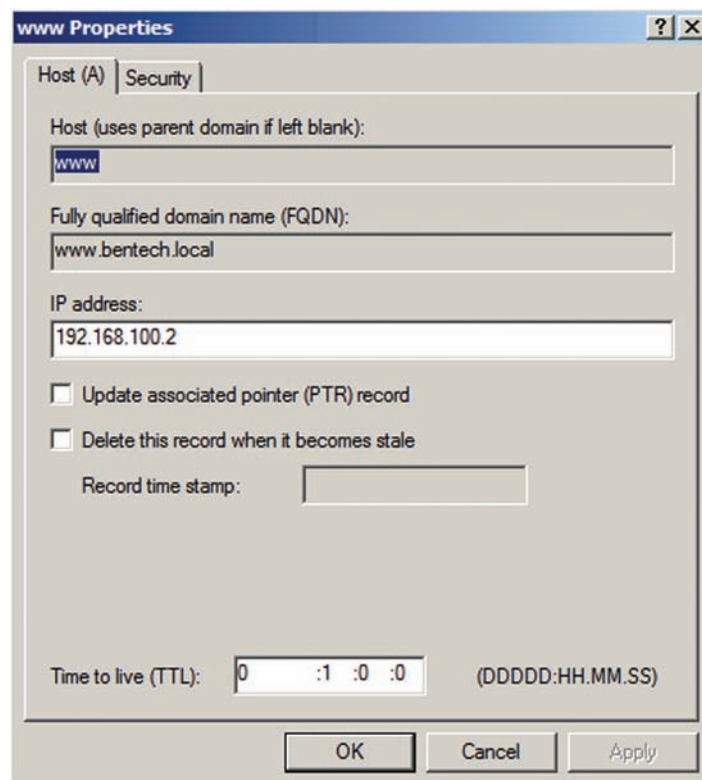 www Properties
Host (A) Security
Host (uses parent domain if left blank):
www
Fully qualified domain name (FQDN):
www.bentech.local
IP address:
192.168.100.2
Update associated pointer (PTR) record
Delete this record when it becomes stale
Record time stamp:
Time to live (TTL): 0 :1 :0 :0 (DDDDD:HH.MM.SS)
OK Cancel Apply